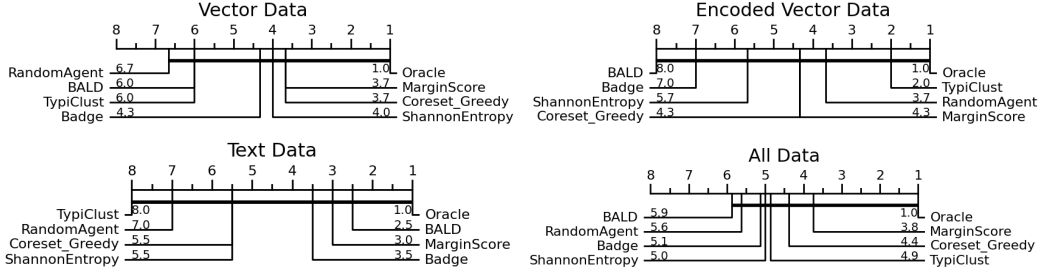 Vector Data
8 7 6 5 4 3 2 1
RandomAgent 6.7 1.0 Oracle
BALD 6.0 3.7 MarginScore
TypiClust 6.0 3.7 Coreset_Greedy
Badge 4.3 4.0 ShannonEntropy
Encoded Vector Data
8 7 6 5 4 3 2 1
BALD 8.0 1.0 Oracle
Badge 7.0 2.0 TypiClust
ShannonEntropy 5.7 3.7 RandomAgent
Coreset_Greedy 4.3 4.3 MarginScore
Text Data
8 7 6 5 4 3 2 1
TypiClust 8.0 1.0 Oracle
RandomAgent 7.0 2.5 BALD
Coreset_Greedy 5.5 3.0 MarginScore
ShannonEntropy 5.5 3.5 Badge
All Data
8 7 6 5 4 3 2 1
BALD 5.9 1.0 Oracle
RandomAgent 5.6 3.8 MarginScore
Badge 5.1 4.4 Coreset_Greedy
ShannonEntropy 5.0 4.9 TypiClust